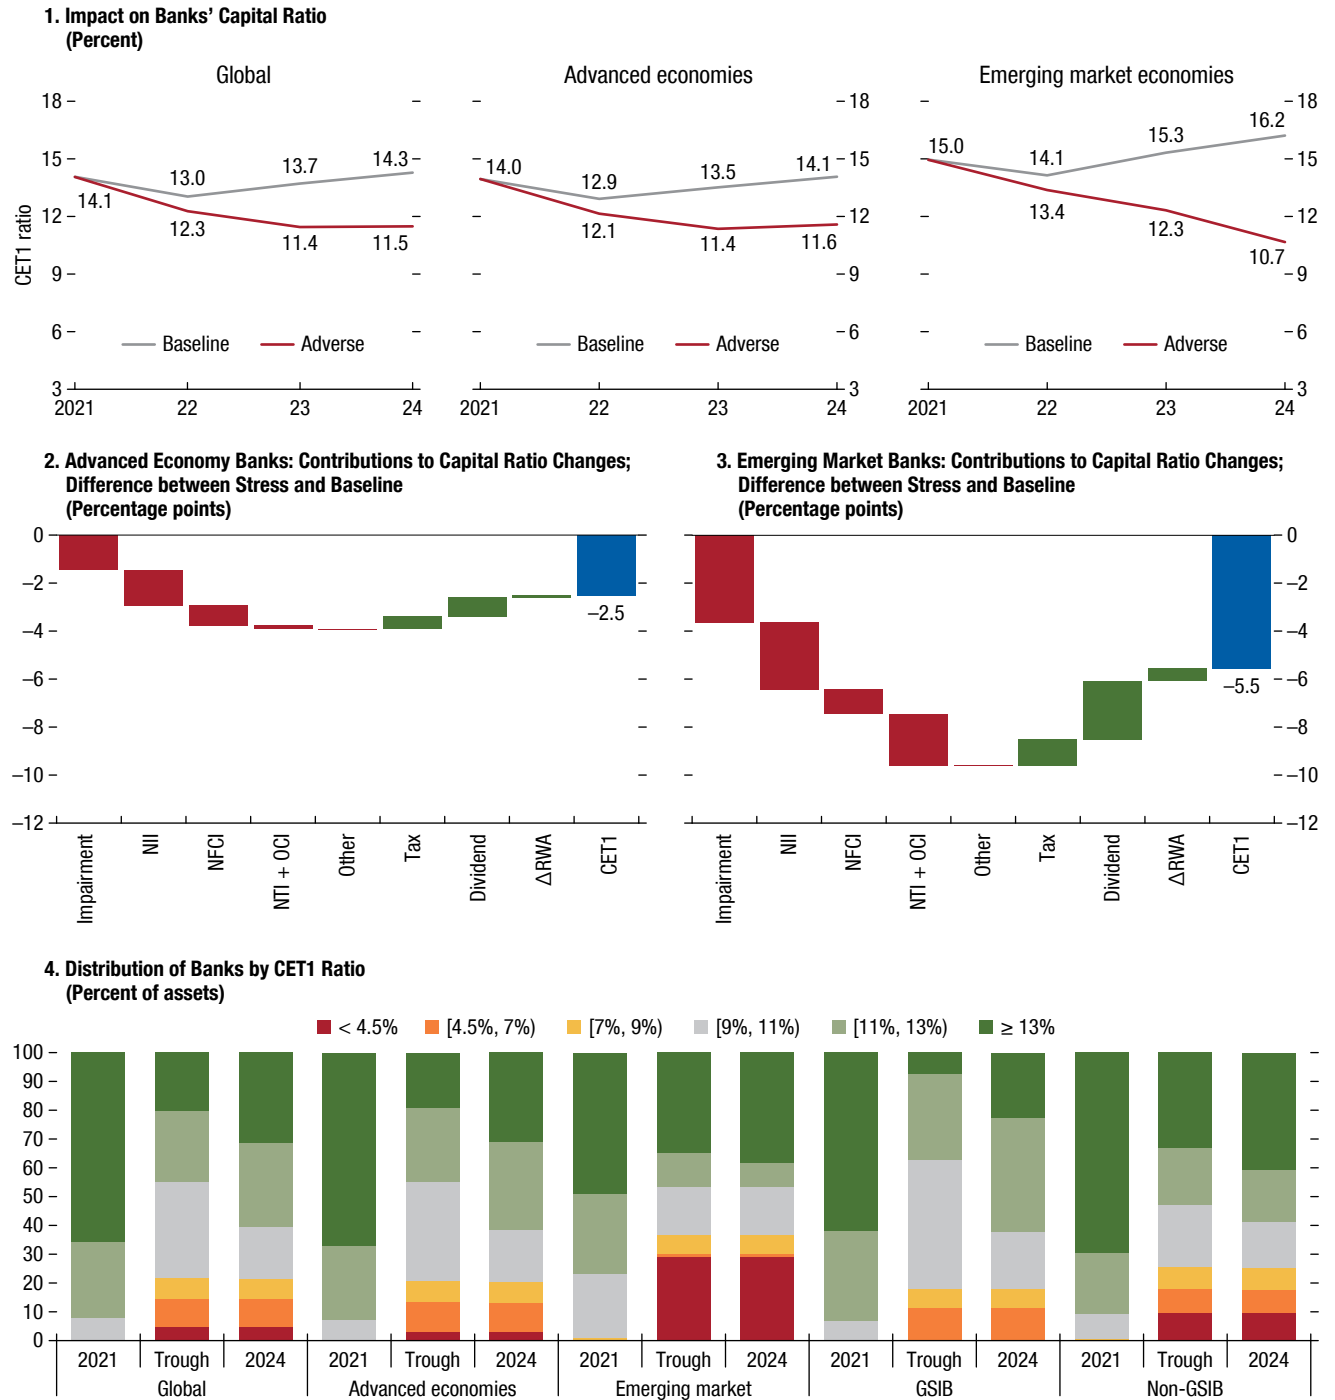 1. Impact on Banks’ Capital Ratio
(Percent)
Global
Advanced economies
Emerging market economies
CET1 ratio
18
15
12
9
6
3
14.1
13.0
12.3
13.7
11.4
14.3
11.5
Baseline
Adverse
2021
22
23
24
14.0
12.9
12.1
13.5
11.4
14.1
11.6
18
15
12
9
6
3
Baseline
Adverse
2021
22
23
24
15.0
14.1
13.4
15.3
12.3
16.2
10.7
18
15
12
9
6
3
Baseline
Adverse
2021
22
23
24
2. Advanced Economy Banks: Contributions to Capital Ratio Changes;
Difference between Stress and Baseline
(Percentage points)
0
–2
–4
–6
–8
–10
–12
–2.5
Impairment
NII
NFCI
NTI + OCI
Other
Tax
Dividend
ΔRWA
CET1
3. Emerging Market Banks: Contributions to Capital Ratio Changes;
Difference between Stress and Baseline
(Percentage points)
0
–2
–4
–6
–8
–10
–12
–5.5
Impairment
NII
NFCI
NTI + OCI
Other
Tax
Dividend
ΔRWA
CET1
4. Distribution of Banks by CET1 Ratio
(Percent of assets)
< 4.5%
[4.5%, 7%)
[7%, 9%)
[9%, 11%)
[11%, 13%)
≥ 13%
100
90
80
70
60
50
40
30
20
10
0
2021 Trough 2024 2021 Trough 2024 2021 Trough 2024 2021 Trough 2024 2021 Trough 2024
Global Advanced economies Emerging market GSIB Non-GSIB